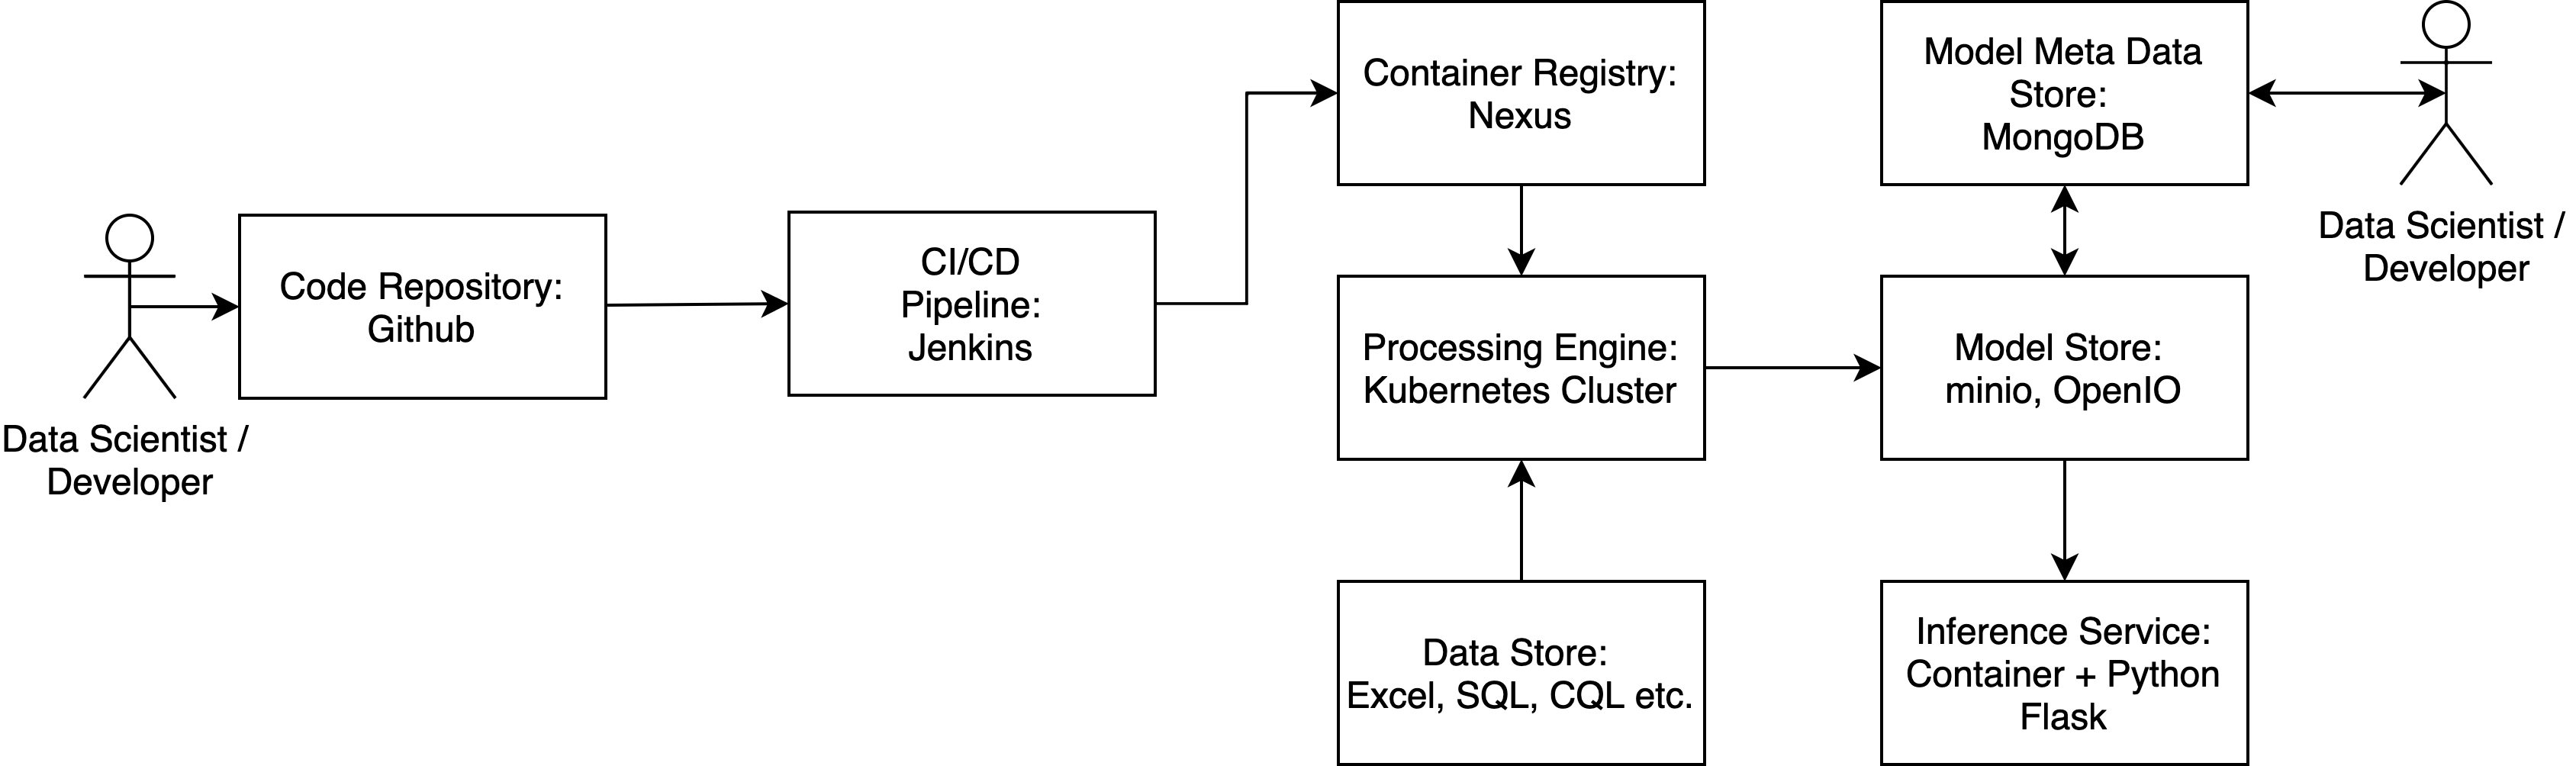 Data Scientist /
Developer
Code Repository:
Github
CI/CD
Pipeline:
Jenkins
Container Registry:
Nexus
Processing Engine:
Kubernetes Cluster
Data Store:
Excel, SQL, CQL etc.
Model Meta Data
Store:
MongoDB
Model Store:
minio, OpenIO
Inference Service:
Container + Python
Flask
Data Scientist /
Developer